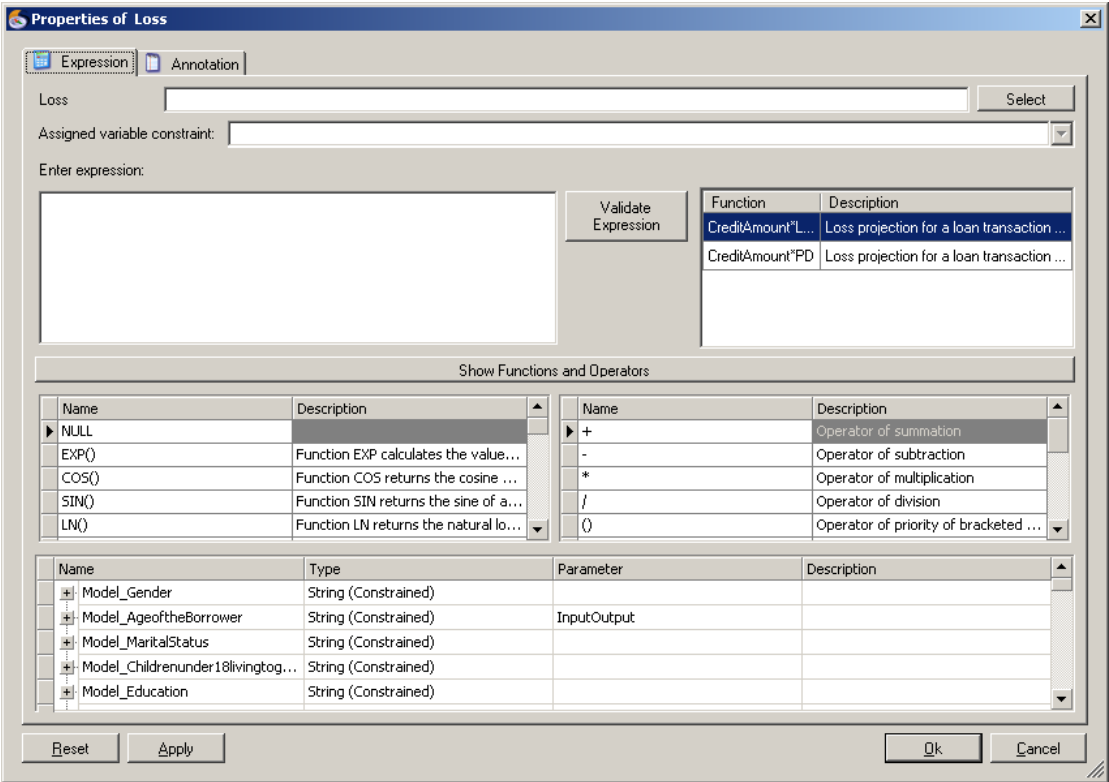 Properties of Loss
Expression
Annotation
Loss
Select
Assigned variable constraint:
Enter expression:
Validate Expression
Function Description
CreditAmount*L... Loss projection for a loan transaction ...
CreditAmount*PD Loss projection for a loan transaction ...
Show Functions and Operators
Name Description
NULL
EXP() Function EXP calculates the value...
COS() Function COS returns the cosine ...
SIN() Function SIN returns the sine of a...
LN() Function LN returns the natural lo...
Name Description
+ Operator of summation
- Operator of subtraction
* Operator of multiplication
/ Operator of division
() Operator of priority of bracketed ...
Name Type Parameter Description
Model_Gender String (Constrained)
Model_AgeoftheBorrower String (Constrained) InputOutput
Model_MaritalStatus String (Constrained)
Model_Childrenunder18livingtog... String (Constrained)
Model_Education String (Constrained)
Reset Apply Ok Cancel